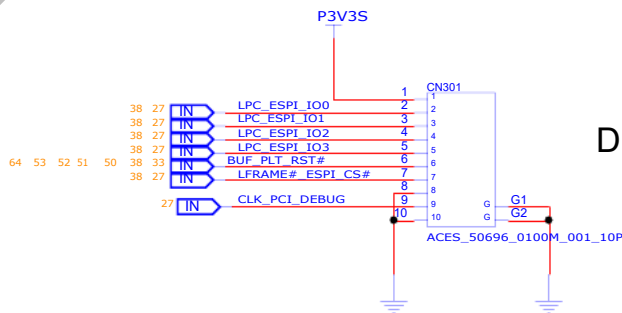 P3V3S
CN301
1 1
38 27 IN LPC_ESPI_IO0 2 2
38 27 IN LPC_ESPI_IO1 3 3
38 27 IN LPC_ESPI_IO2 4 4
38 27 IN LPC_ESPI_IO3 5 5
64 53 52 51 50 38 33 IN BUF_PLT_RST# 6 6
38 27 IN LFRAME#_ESPI_CS# 7 7
8 8
27 IN CLK_PCI_DEBUG 9 9 G G1
10 10 G G2
ACES_50696_0100M_001_10P
D